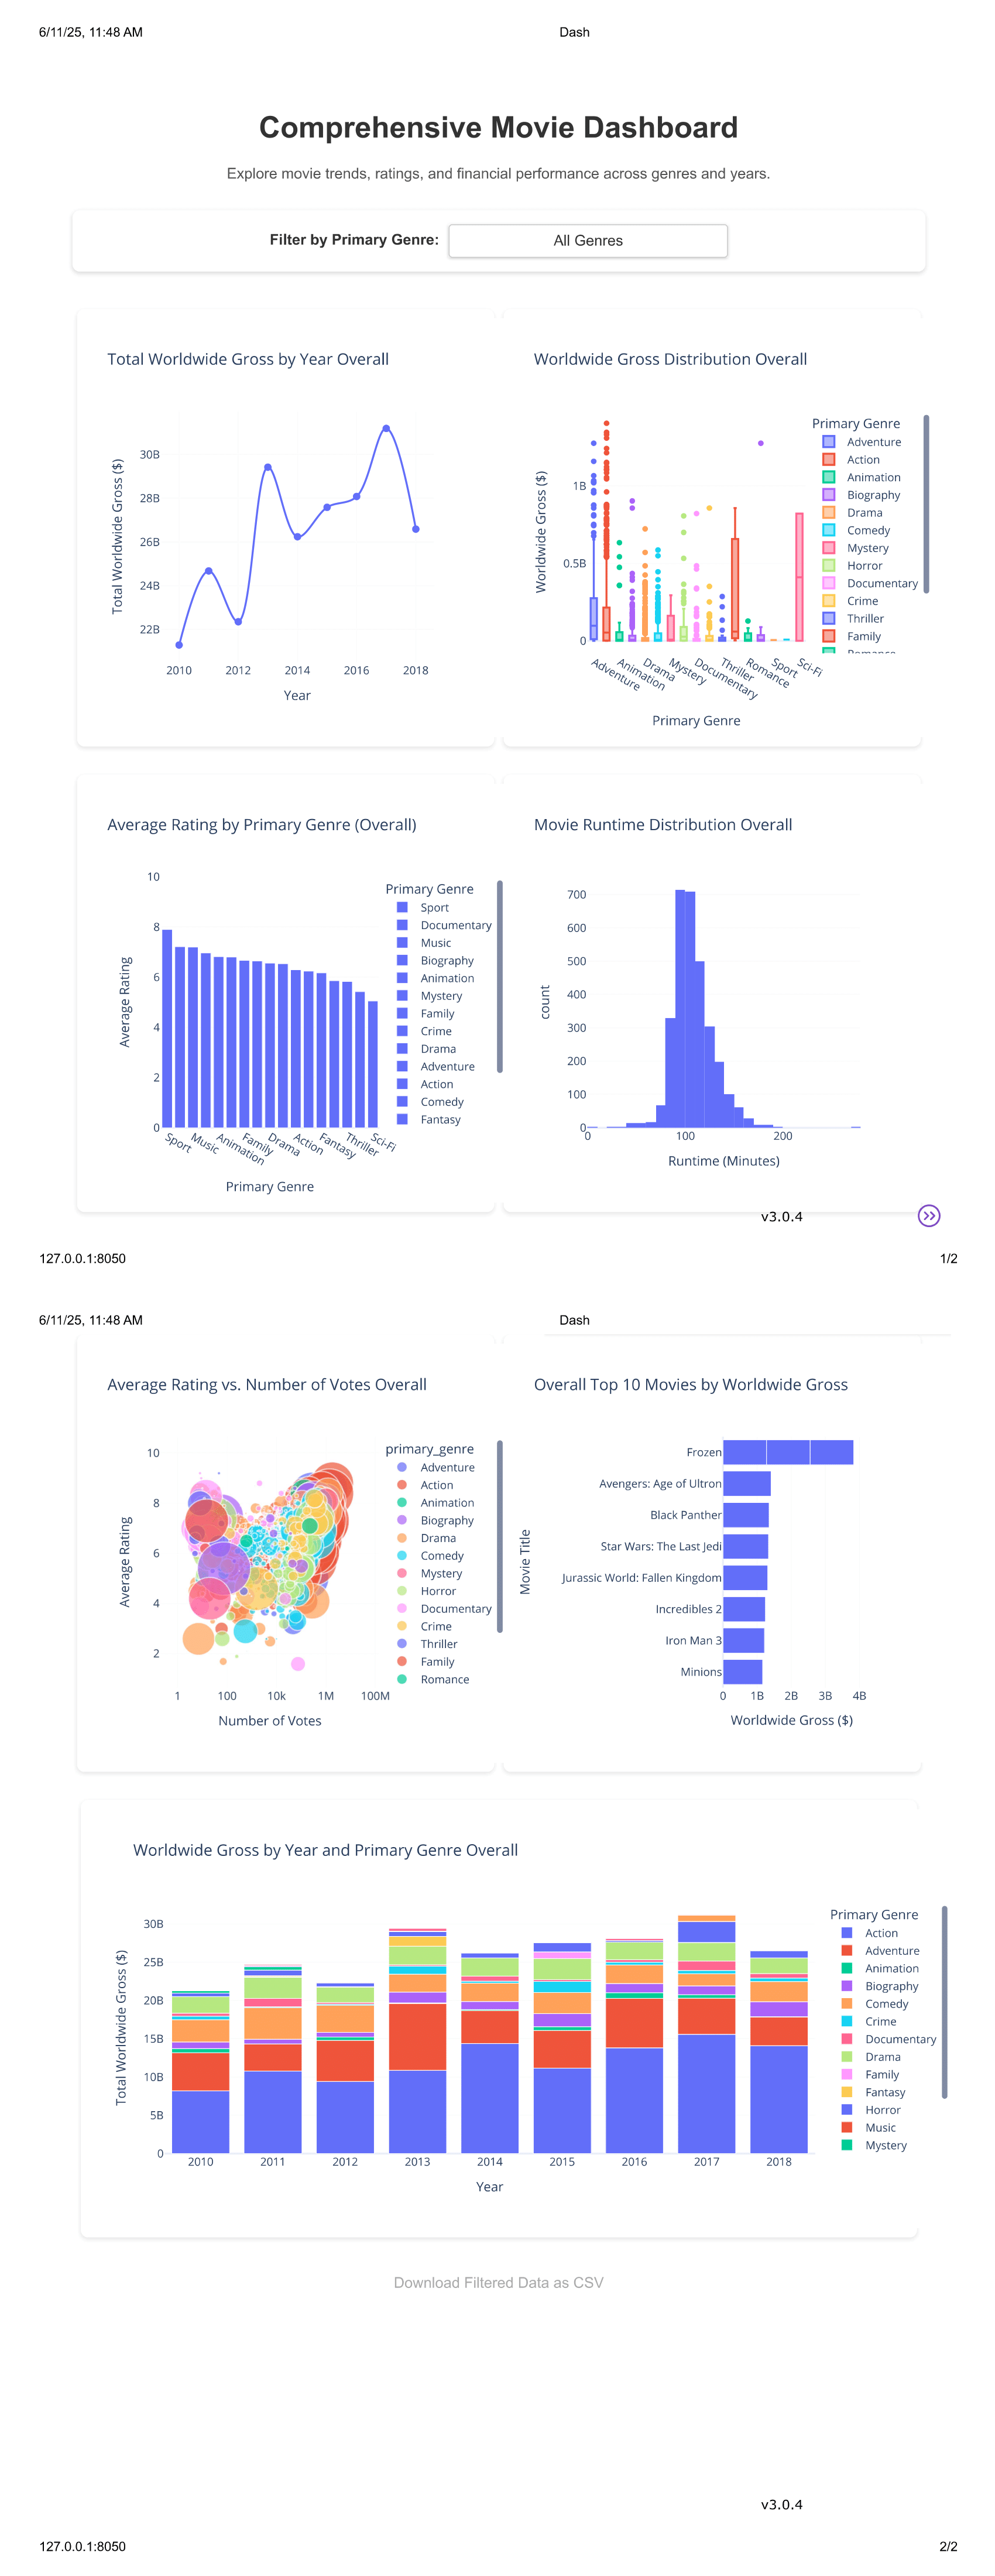 6/11/25, 11:48 AM
Dash
Comprehensive Movie Dashboard
Explore movie trends, ratings, and financial performance across genres and years.
Filter by Primary Genre:
All Genres
Total Worldwide Gross by Year Overall
Total Worldwide Gross ($)
30B
28B
26B
24B
22B
2010
2012
2014
2016
2018
Year
Worldwide Gross Distribution Overall
Worldwide Gross ($)
1B
0.5B
0
Adventure
Animation
Drama
Mystery
Documentary
Thriller
Romance
Sport
Sci-Fi
Primary Genre
Primary Genre
Adventure
Action
Animation
Biography
Drama
Comedy
Mystery
Horror
Documentary
Crime
Thriller
Family
Romance
Average Rating by Primary Genre (Overall)
Average Rating
10
8
6
4
2
0
Sport
Music
Animation
Family
Drama
Action
Fantasy
Thriller
Sci-Fi
Primary Genre
Primary Genre
Sport
Documentary
Music
Biography
Animation
Mystery
Family
Crime
Drama
Adventure
Action
Comedy
Fantasy
Movie Runtime Distribution Overall
count
700
600
500
400
300
200
100
0
0
100
200
Runtime (Minutes)
v3.0.4
127.0.0.1:8050
1/2
6/11/25, 11:48 AM
Dash
Average Rating vs. Number of Votes Overall
Average Rating
10
8
6
4
2
1
100
10k
1M
100M
Number of Votes
primary_genre
Adventure
Action
Animation
Biography
Drama
Comedy
Mystery
Horror
Documentary
Crime
Thriller
Family
Romance
Overall Top 10 Movies by Worldwide Gross
Movie Title
Frozen
Avengers: Age of Ultron
Black Panther
Star Wars: The Last Jedi
Jurassic World: Fallen Kingdom
Incredibles 2
Iron Man 3
Minions
0
1B
2B
3B
4B
Worldwide Gross ($)
Worldwide Gross by Year and Primary Genre Overall
Total Worldwide Gross ($)
30B
25B
20B
15B
10B
5B
0
2010
2011
2012
2013
2014
2015
2016
2017
2018
Year
Primary Genre
Action
Adventure
Animation
Biography
Comedy
Crime
Documentary
Drama
Family
Fantasy
Horror
Music
Mystery
Download Filtered Data as CSV
v3.0.4
127.0.0.1:8050
2/2